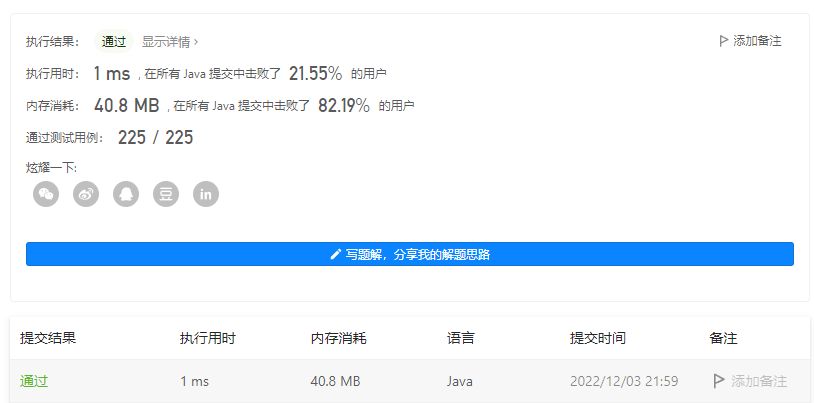 执行结果： 通过 显示详情 › 添加备注
执行用时： 1 ms , 在所有 Java 提交中击败了 21.55% 的用户
内存消耗： 40.8 MB , 在所有 Java 提交中击败了 82.19% 的用户
通过测试用例： 225 / 225
炫耀一下:
写题解，分享我的解题思路
提交结果 执行用时 内存消耗 语言 提交时间 备注
通过 1 ms 40.8 MB Java 2022/12/03 21:59 添加备注